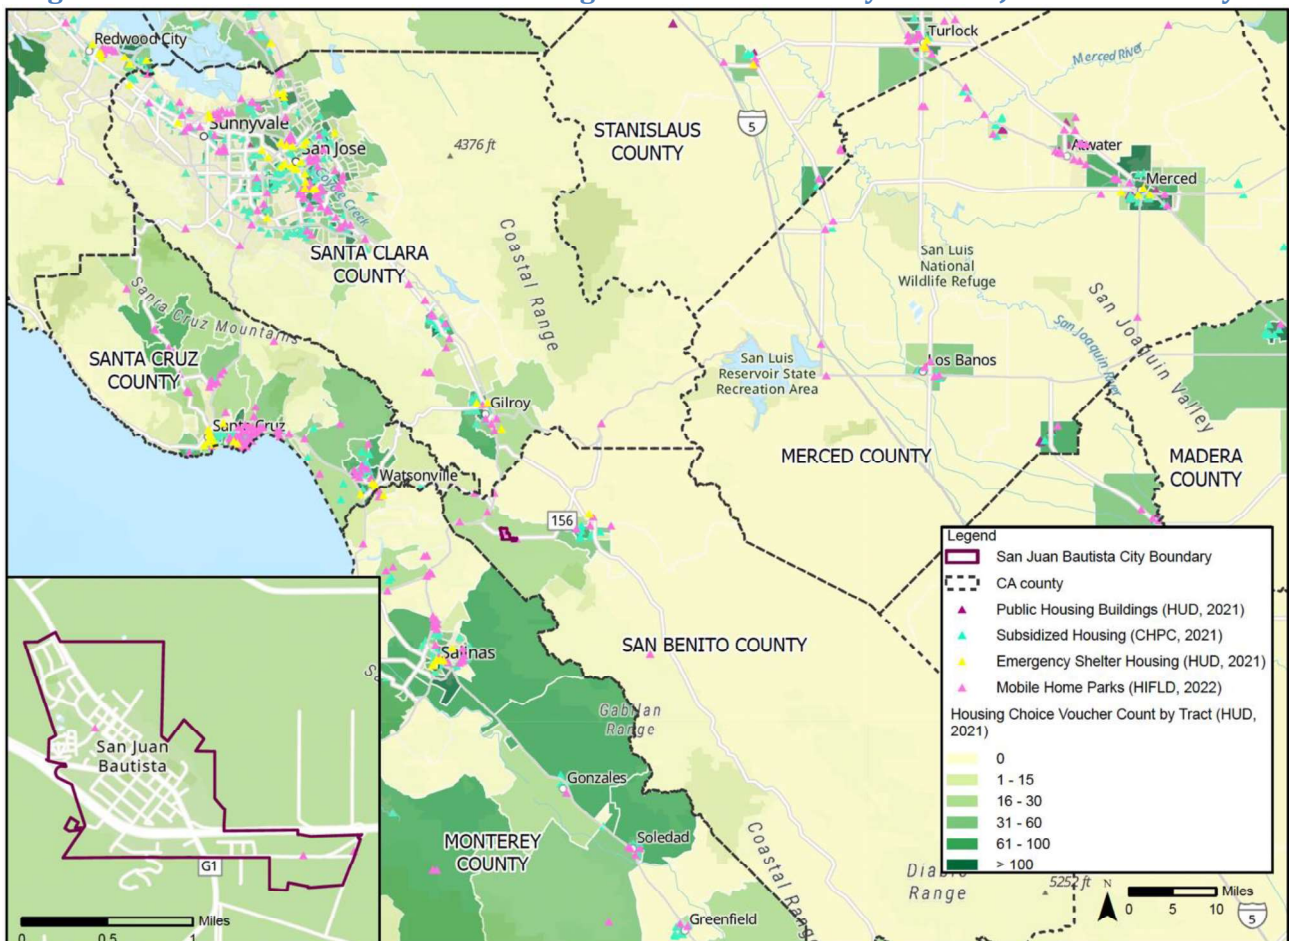 Redwood City
Turlock
Merced River
STANISLAUS
COUNTY
5
Sunnyvale
San Jose
4376 ft
Atwater
Merced
Coyote Creek
Coastal Range
SANTA CLARA
COUNTY
San Luis
National
Wildlife Refuge
Santa Cruz Mountains
San Joaquin River
San Joaquin Valley
SANTA CRUZ
COUNTY
San Luis
Reservoir State
Recreation Area
Los Banos
Gilroy
Santa Cruz
MERCED COUNTY
MADERA
COUNTY
Watsonville
156
Legend
San Juan Bautista City Boundary
CA county
Public Housing Buildings (HUD, 2021)
Subsidized Housing (CHPC, 2021)
Emergency Shelter Housing (HUD, 2021)
Mobile Home Parks (HIFLD, 2022)
Housing Choice Voucher Count by Tract (HUD,
2021)
0
1 - 15
16 - 30
31 - 60
61 - 100
> 100
SAN BENITO COUNTY
Salinas
Gabilan
Range
Gonzales
MONTEREY
COUNTY
Soledad
Coastal Range
Diablo
Range
5252 ft
N
Miles
0 5 10
5
Greenfield
San Juan
Bautista
G1
Miles
0 0.5 1